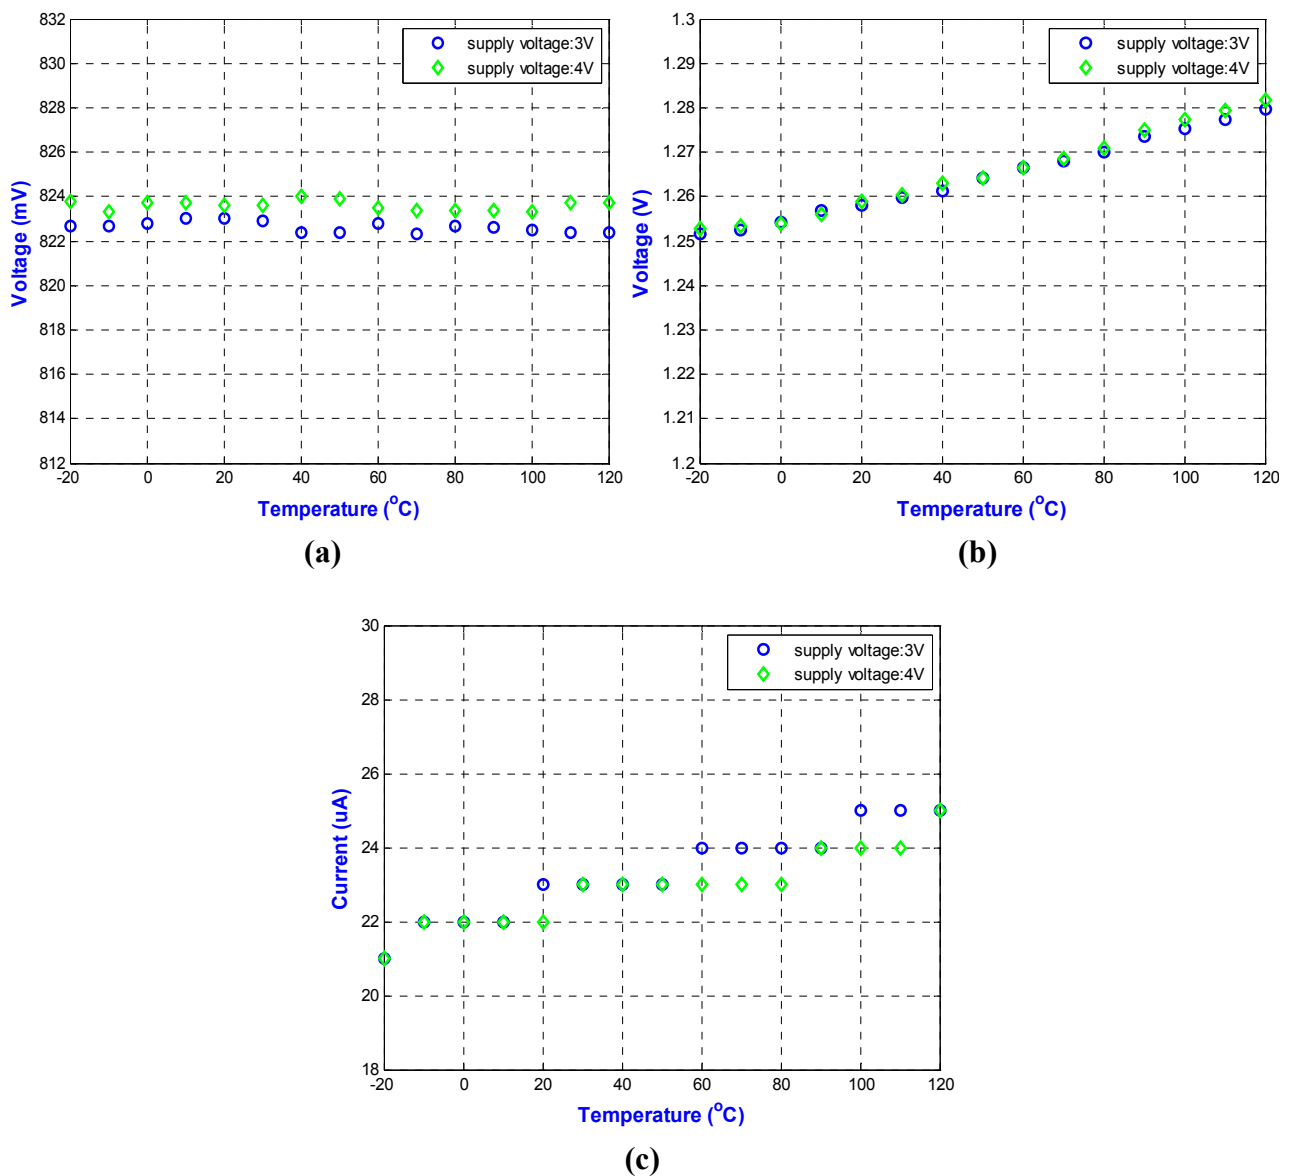 832
830
828
826
824
822
820
818
816
814
812
Voltage (mV)
supply voltage:3V
supply voltage:4V
-20 0 20 40 60 80 100 120
Temperature (°C)
(a)
1.3
1.29
1.28
1.27
1.26
1.25
1.24
1.23
1.22
1.21
1.2
Voltage (V)
supply voltage:3V
supply voltage:4V
-20 0 20 40 60 80 100 120
Temperature (°C)
(b)
30
28
26
24
22
20
18
Current (uA)
supply voltage:3V
supply voltage:4V
-20 0 20 40 60 80 100 120
Temperature (°C)
(c)